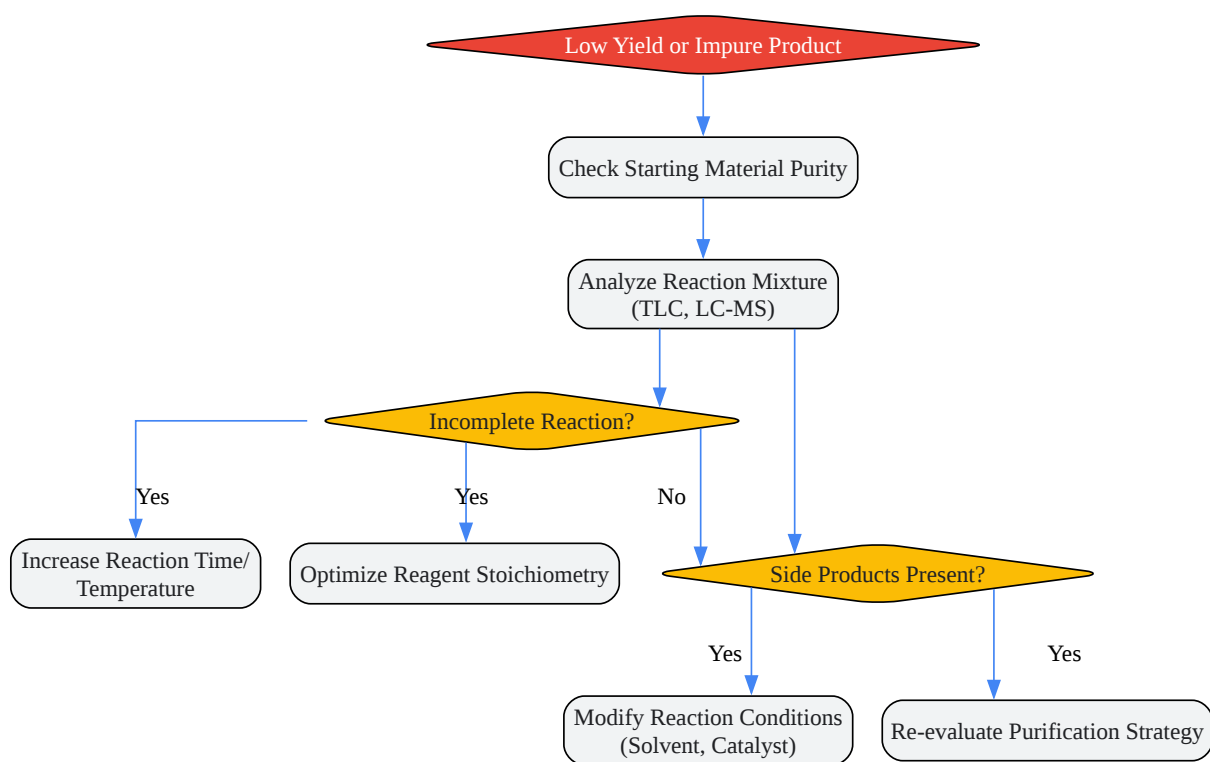 Low Yield or Impure Product
Check Starting Material Purity
Analyze Reaction Mixture
(TLC, LC-MS)
Incomplete Reaction?
Yes
Yes
No
Increase Reaction Time/
Temperature
Optimize Reagent Stoichiometry
Side Products Present?
Yes
Yes
Modify Reaction Conditions
(Solvent, Catalyst)
Re-evaluate Purification Strategy